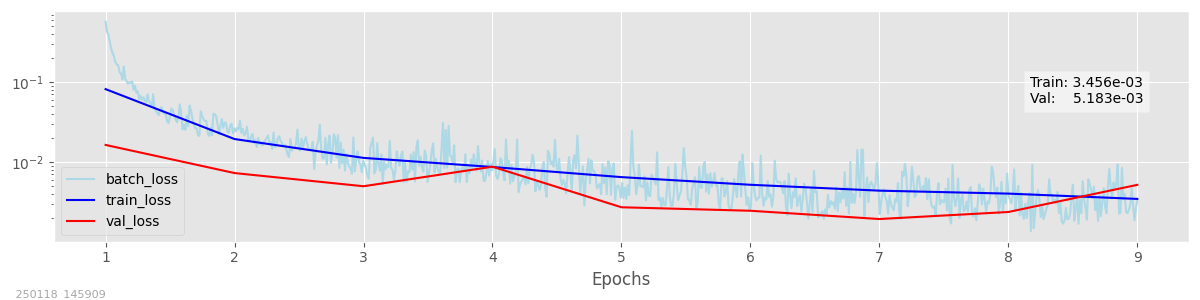 10⁻¹
10⁻²
Train: 3.456e-03
Val: 5.183e-03
batch_loss
train_loss
val_loss
1 2 3 4 5 6 7 8 9
Epochs
250118_145909